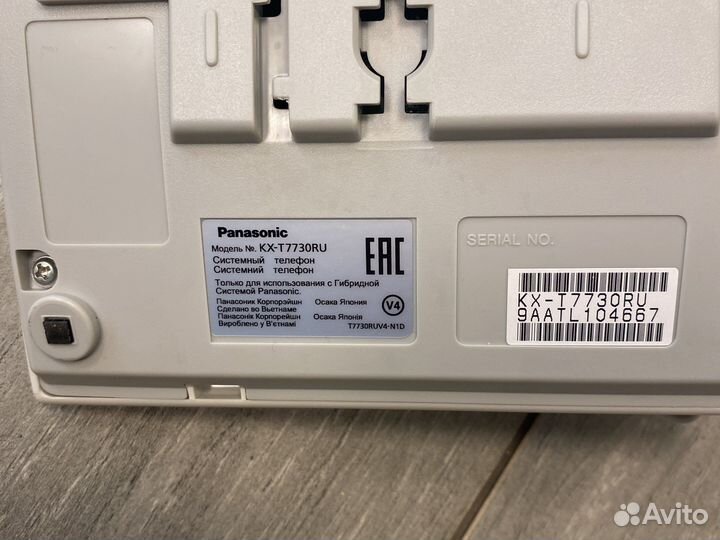 Panasonic
Модель №. KX-T7730RU
Системный телефон
Системний телефон
Только для использования с Гибридной
Системой Panasonic.
Панасоник Корпорэйшн Осака Япония
Сделано во Вьетнаме
Панасонік Корпорейшн Осака Японія
Вироблено у В'єтнамі
EAC
V4
T7730RUV4-N1D
SERIAL NO.
KX-T7730RU
9AATL104667
Avito